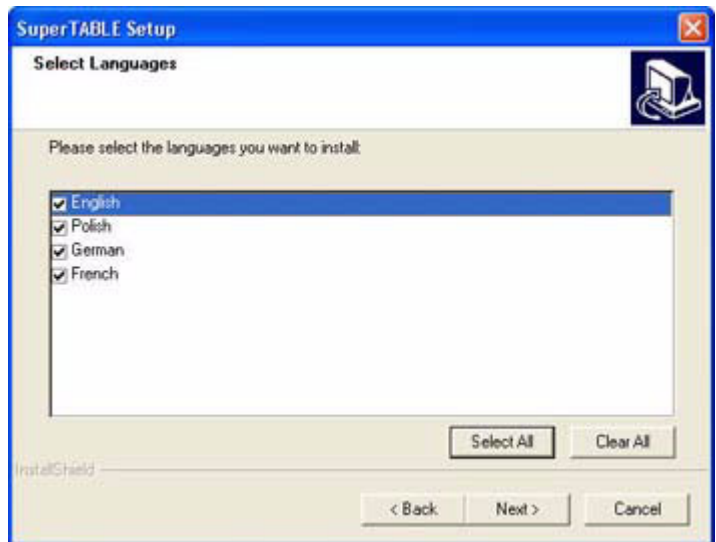 SuperTABLE Setup
Select Languages
Please select the languages you want to install:
English
Polish
German
French
Select All Clear All
InstallShield
< Back Next > Cancel